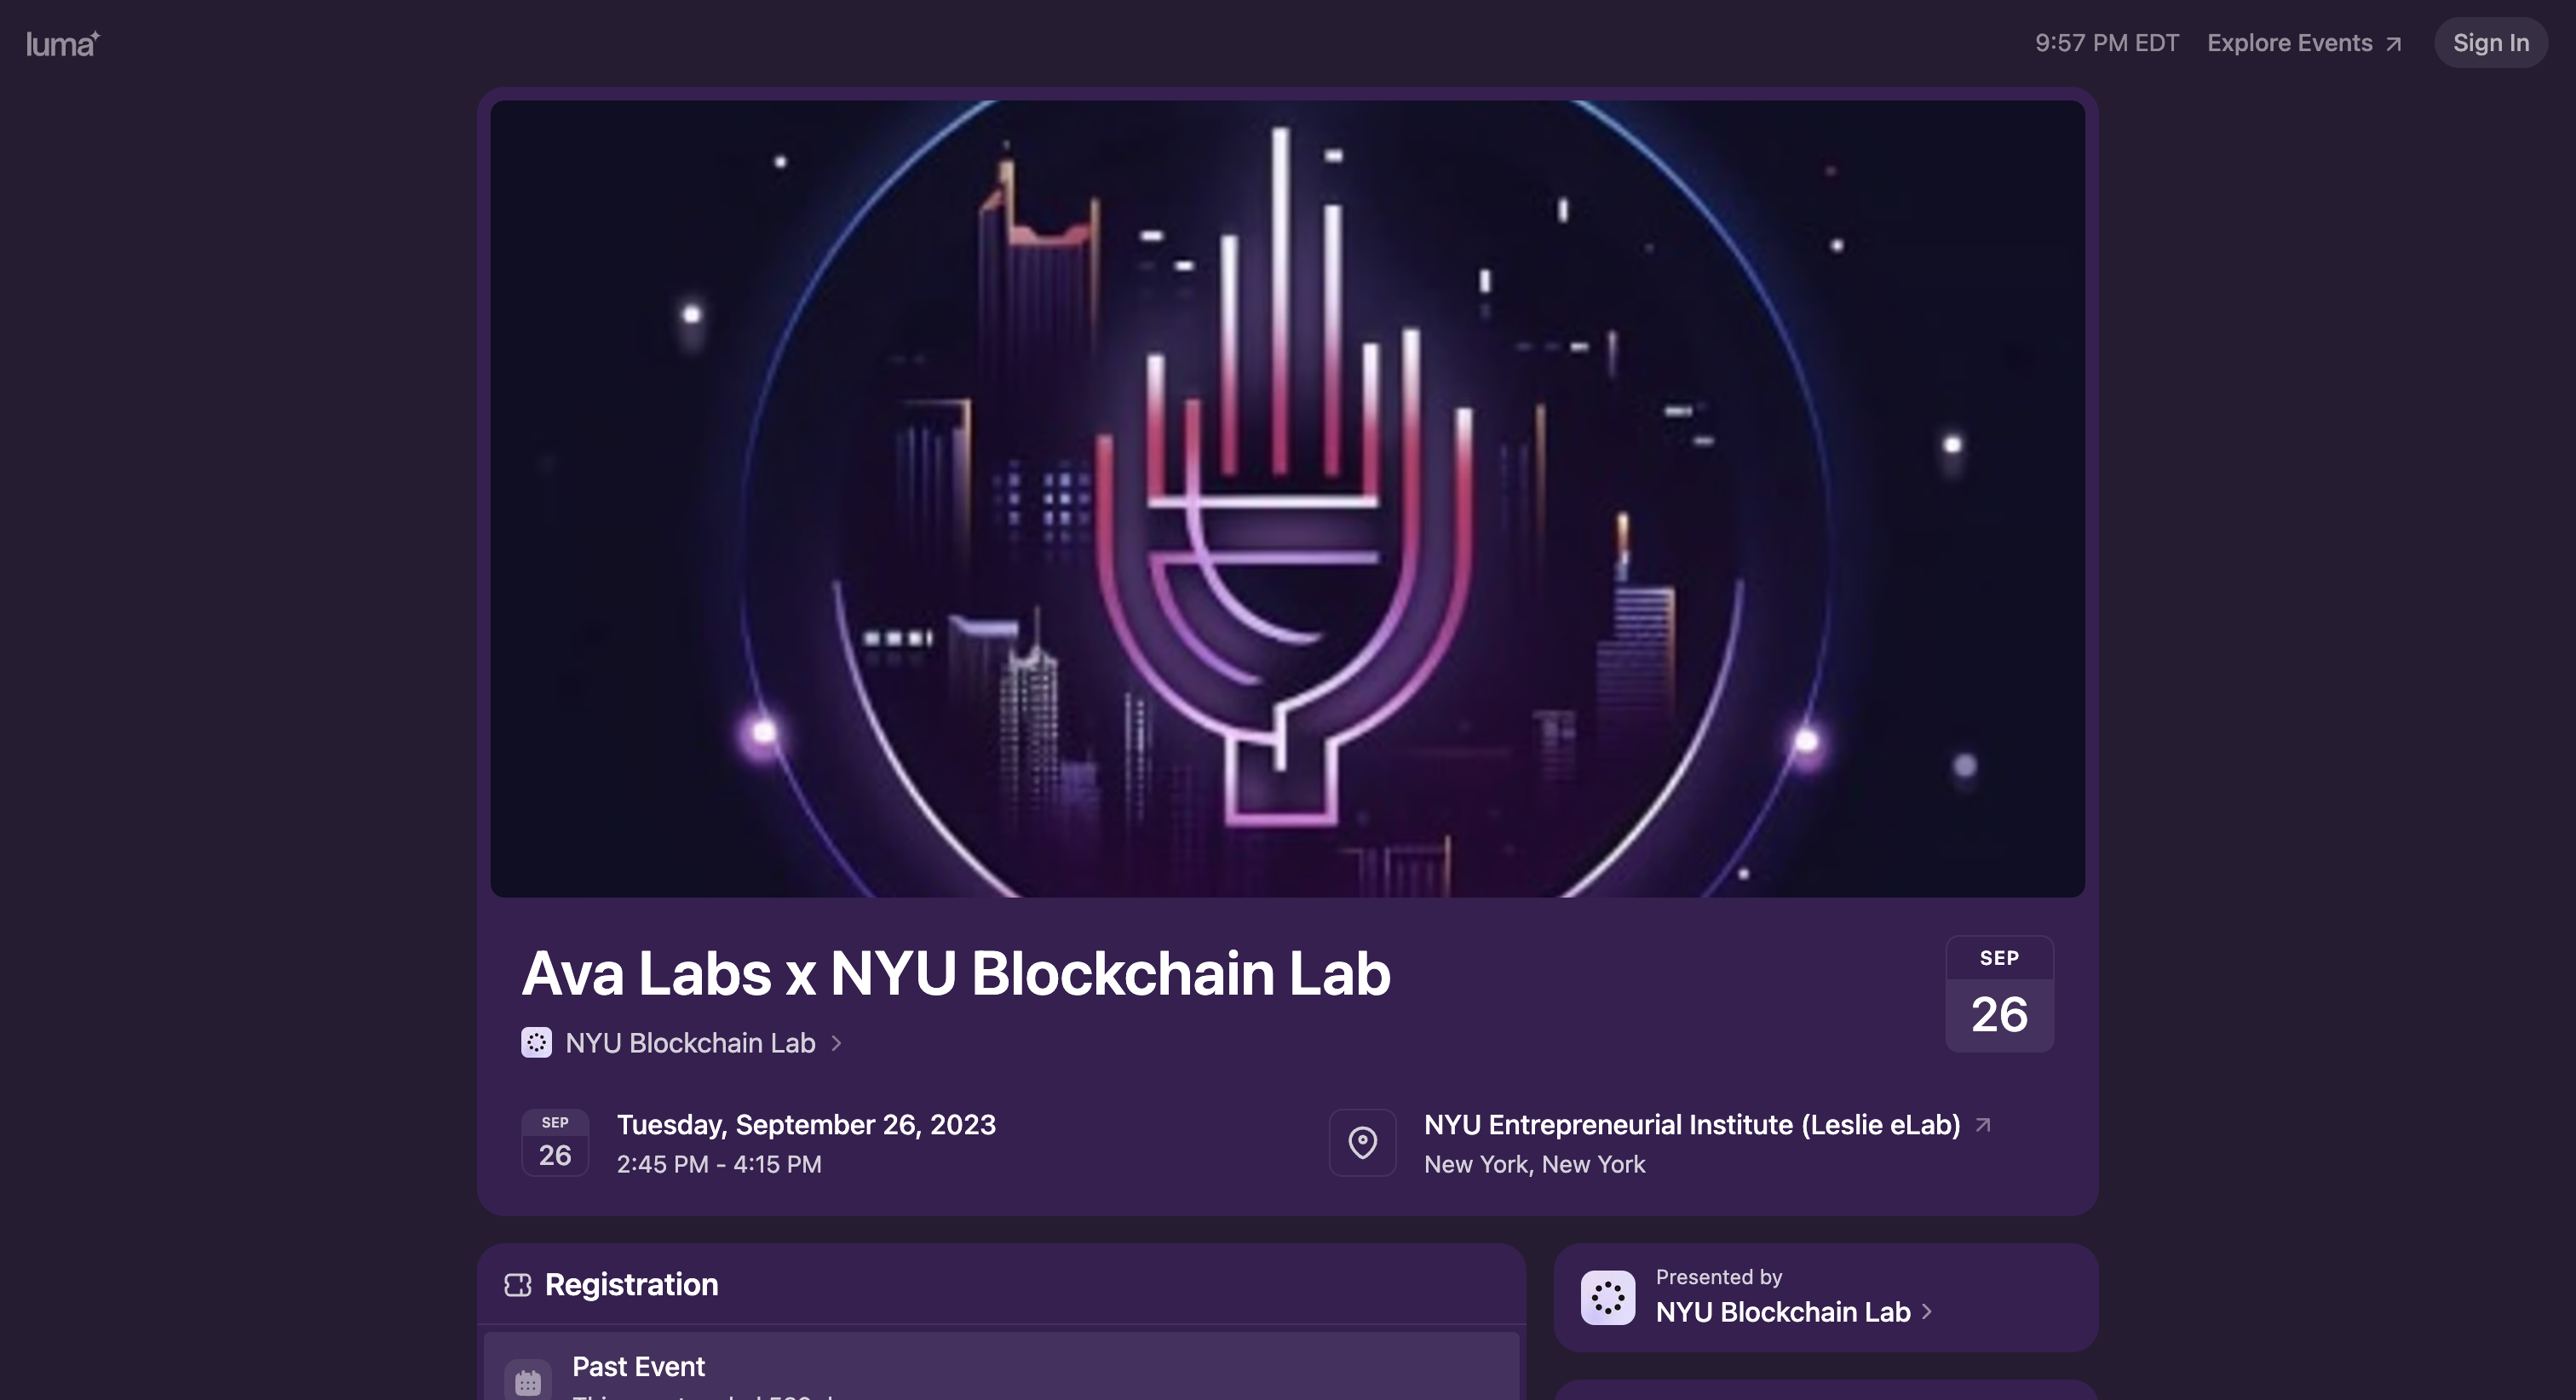 luma
9:57 PM EDT
Explore Events
Sign In
Ava Labs x NYU Blockchain Lab
SEP
26
NYU Blockchain Lab
SEP
26
Tuesday, September 26, 2023
2:45 PM - 4:15 PM
NYU Entrepreneurial Institute (Leslie eLab)
New York, New York
Registration
Past Event
Presented by
NYU Blockchain Lab